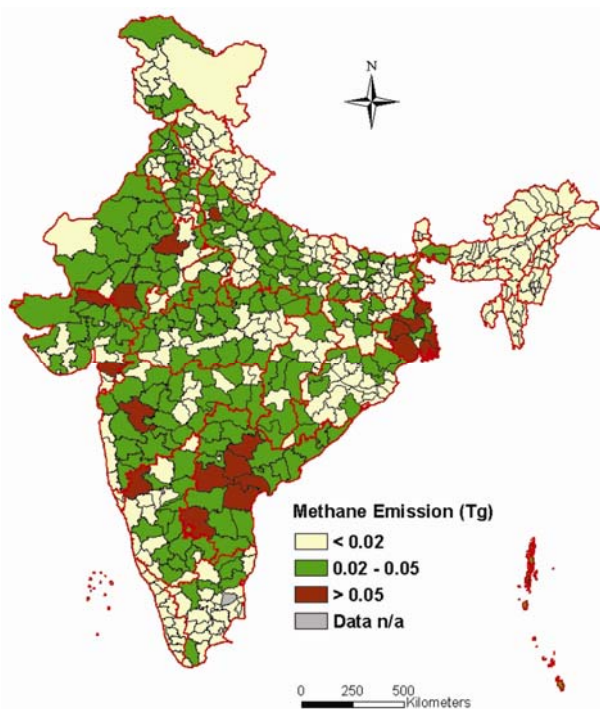 N
Methane Emission (Tg)
< 0.02
0.02 - 0.05
> 0.05
Data n/a
0 250 500
Kilometers